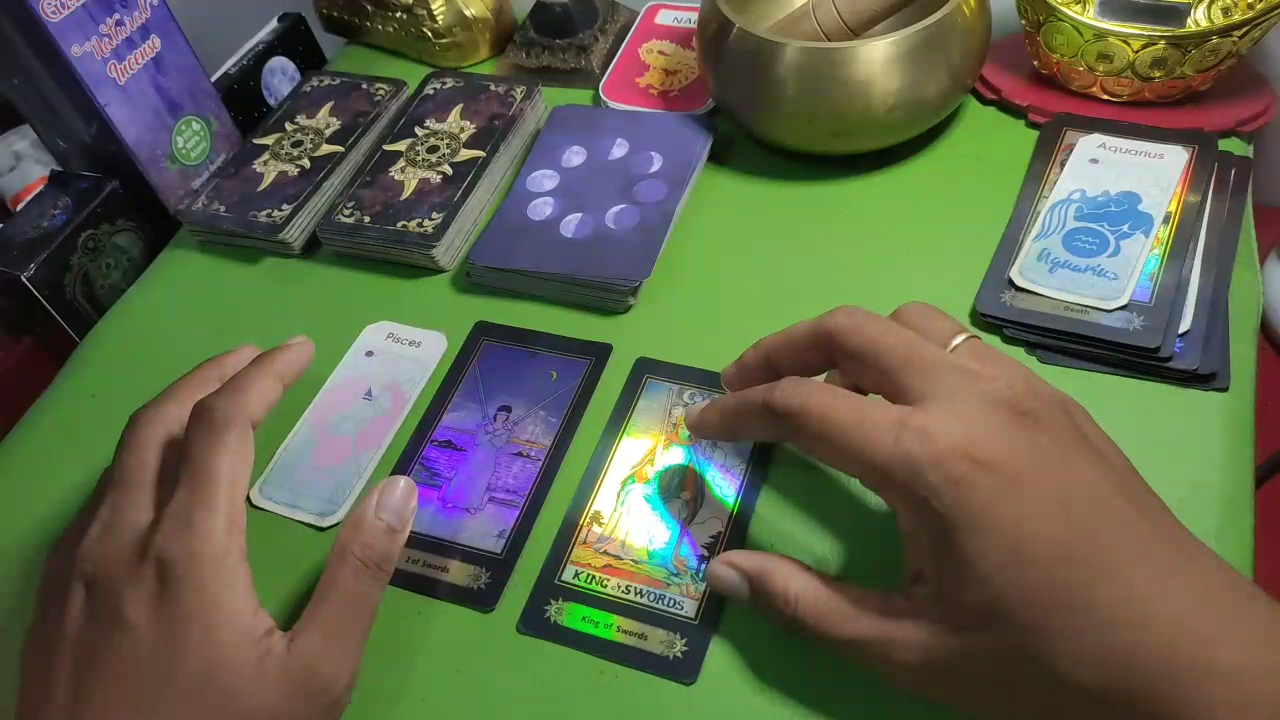 Natural
Incense
NAG
Aquarius
Aquarius
Death
Pisces
2 of Swords
KING of SWORDS.
King of Swords